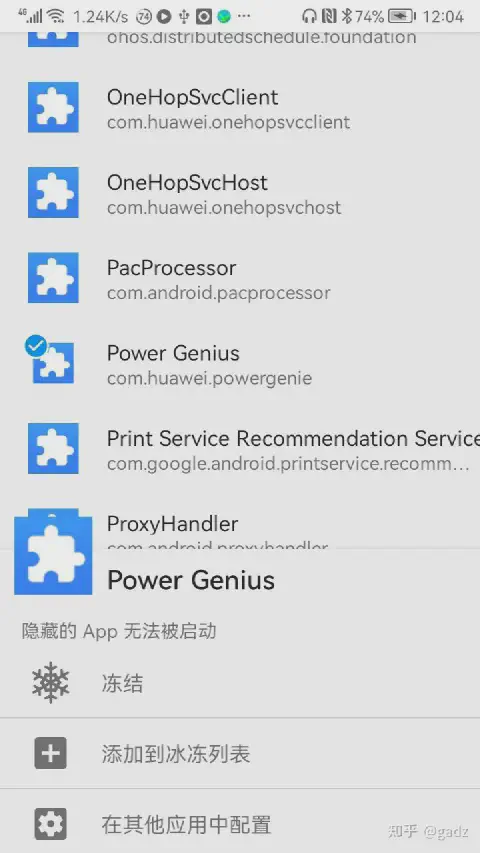 4G 1.24K/s 74 ... 74% 12:04
ohos.distributedschedule.foundation
OneHopSvcClient
com.huawei.onehopsvcclient
OneHopSvcHost
com.huawei.onehopsvchost
PacProcessor
com.android.pacprocessor
Power Genius
com.huawei.powergenie
Print Service Recommendation Service
com.google.android.printservice.recomm...
ProxyHandler
com.android.proxyhandler
Power Genius
隐藏的 App 无法被启动
冻结
添加到冰冻列表
在其他应用中配置
知乎 @gadz